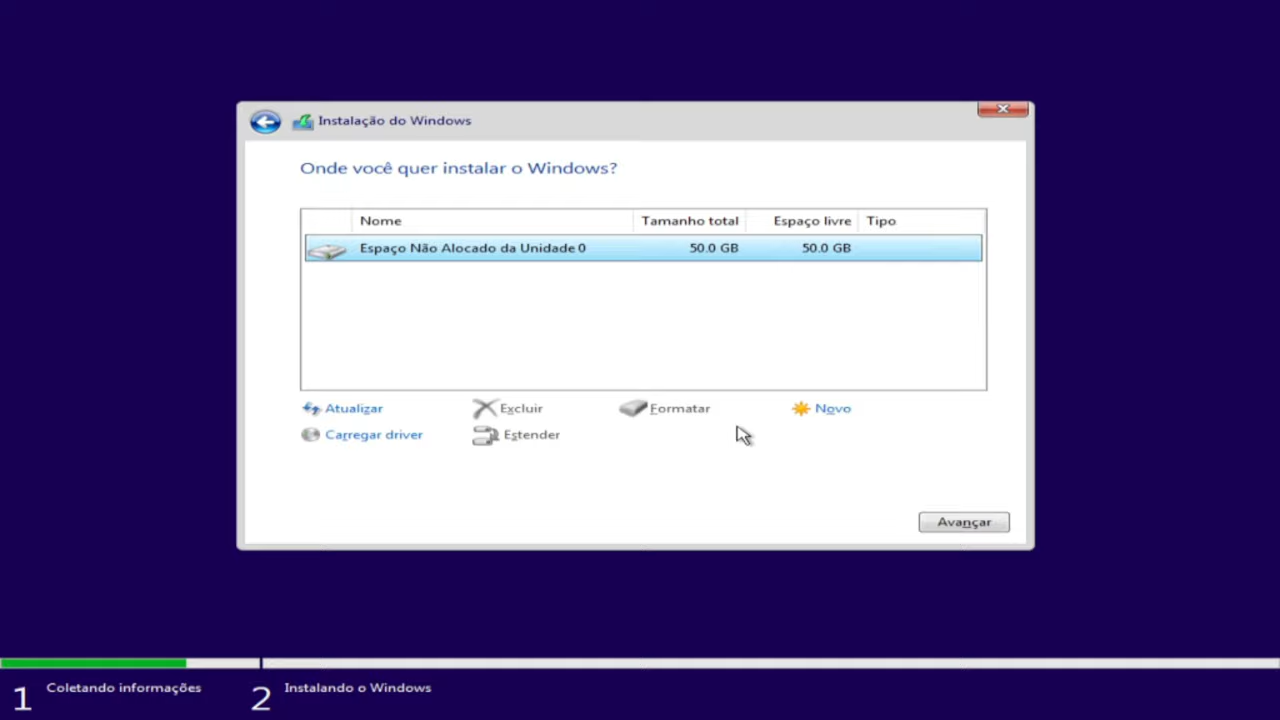 Instalação do Windows
Onde você quer instalar o Windows?
Nome Tamanho total Espaço livre Tipo
Espaço Não Alocado da Unidade 0 50.0 GB 50.0 GB
Atualizar Excluir Formatar Novo
Carregar driver Estender
Avançar
1 Coletando informações 2 Instalando o Windows